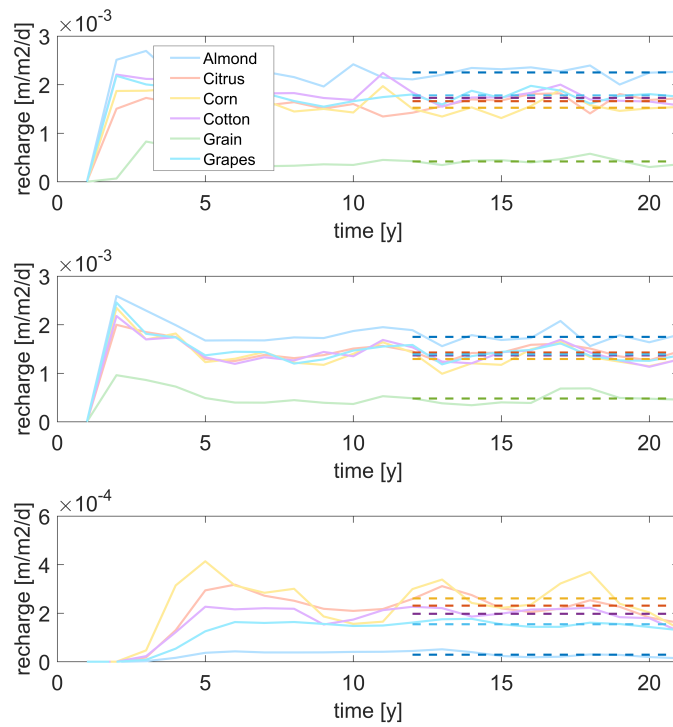 ×10-3
3
2
1
0
recharge [m/m2/d]
Almond
Citrus
Corn
Cotton
Grain
Grapes
0 5 10 15 20
time [y]
×10-3
3
2
1
0
recharge [m/m2/d]
0 5 10 15 20
time [y]
×10-4
6
4
2
0
recharge [m/m2/d]
0 5 10 15 20
time [y]